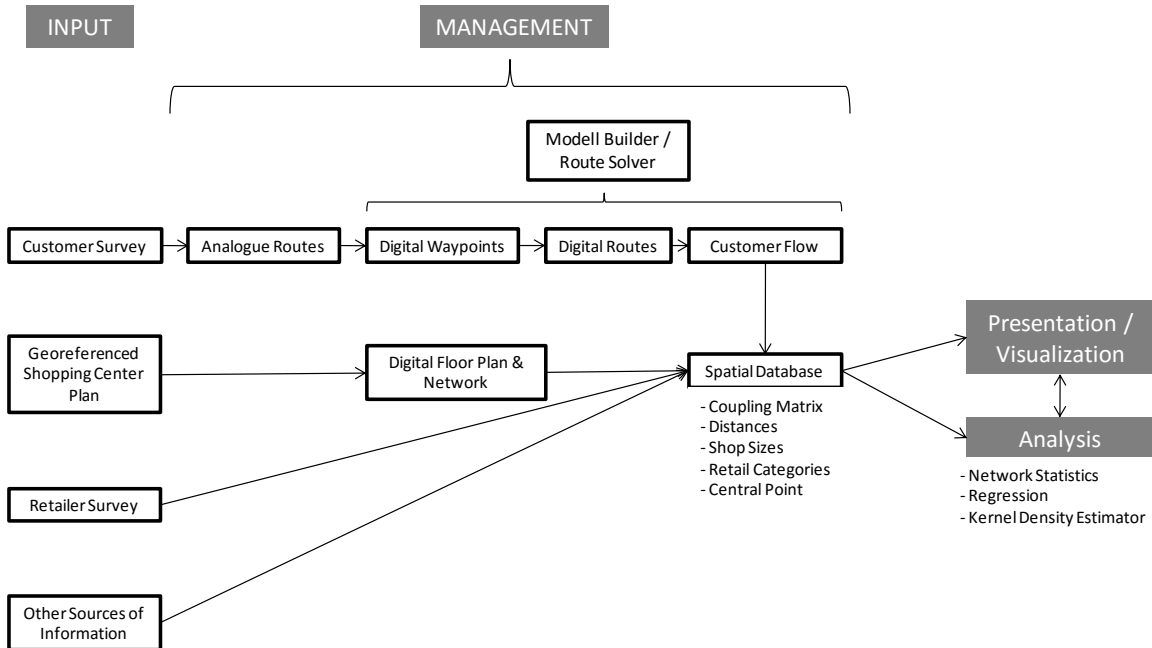 INPUT
MANAGEMENT
Modell Builder /
Route Solver
Customer Survey
Analogue Routes
Digital Waypoints
Digital Routes
Customer Flow
Georeferenced
Shopping Center
Plan
Digital Floor Plan &
Network
Spatial Database
- Coupling Matrix
- Distances
- Shop Sizes
- Retail Categories
- Central Point
Presentation /
Visualization
Analysis
- Network Statistics
- Regression
- Kernel Density Estimator
Retailer Survey
Other Sources of
Information